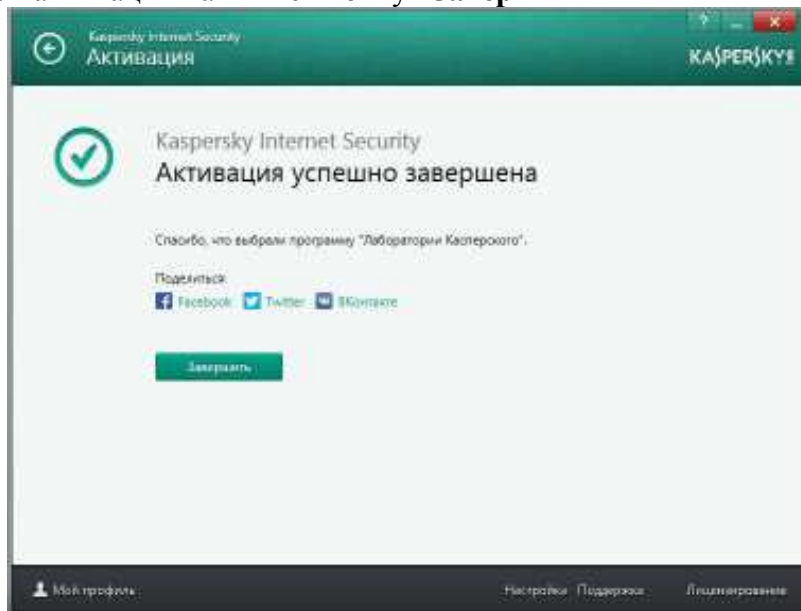 Kaspersky Internet Security
Активация
KASPERSKY
Kaspersky Internet Security
Активация успешно завершена
Спасибо, что выбрали программу "Лаборатории Касперского".
Поделиться
Facebook Twitter ВКонтакте
Завершить
Мой профиль
Настройки Поддержка Лицензирование